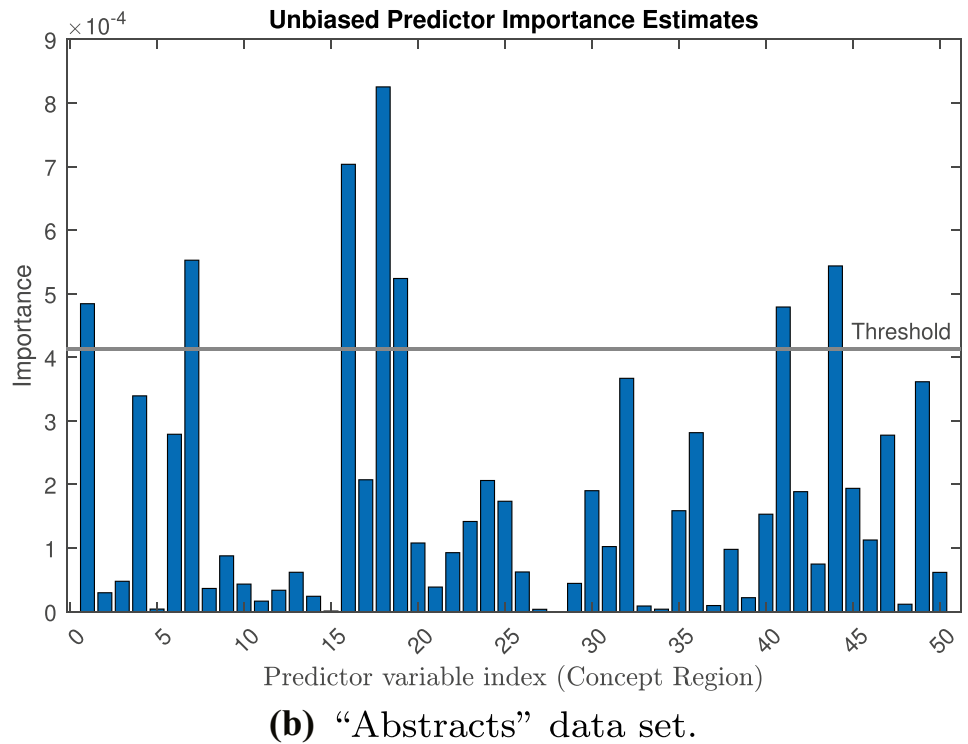 Unbiased Predictor Importance Estimates
×10⁻⁴
9
8
7
6
5
4
3
2
1
0
Importance
Threshold
0 5 10 15 20 25 30 35 40 45 50
Predictor variable index (Concept Region)
(b) “Abstracts” data set.